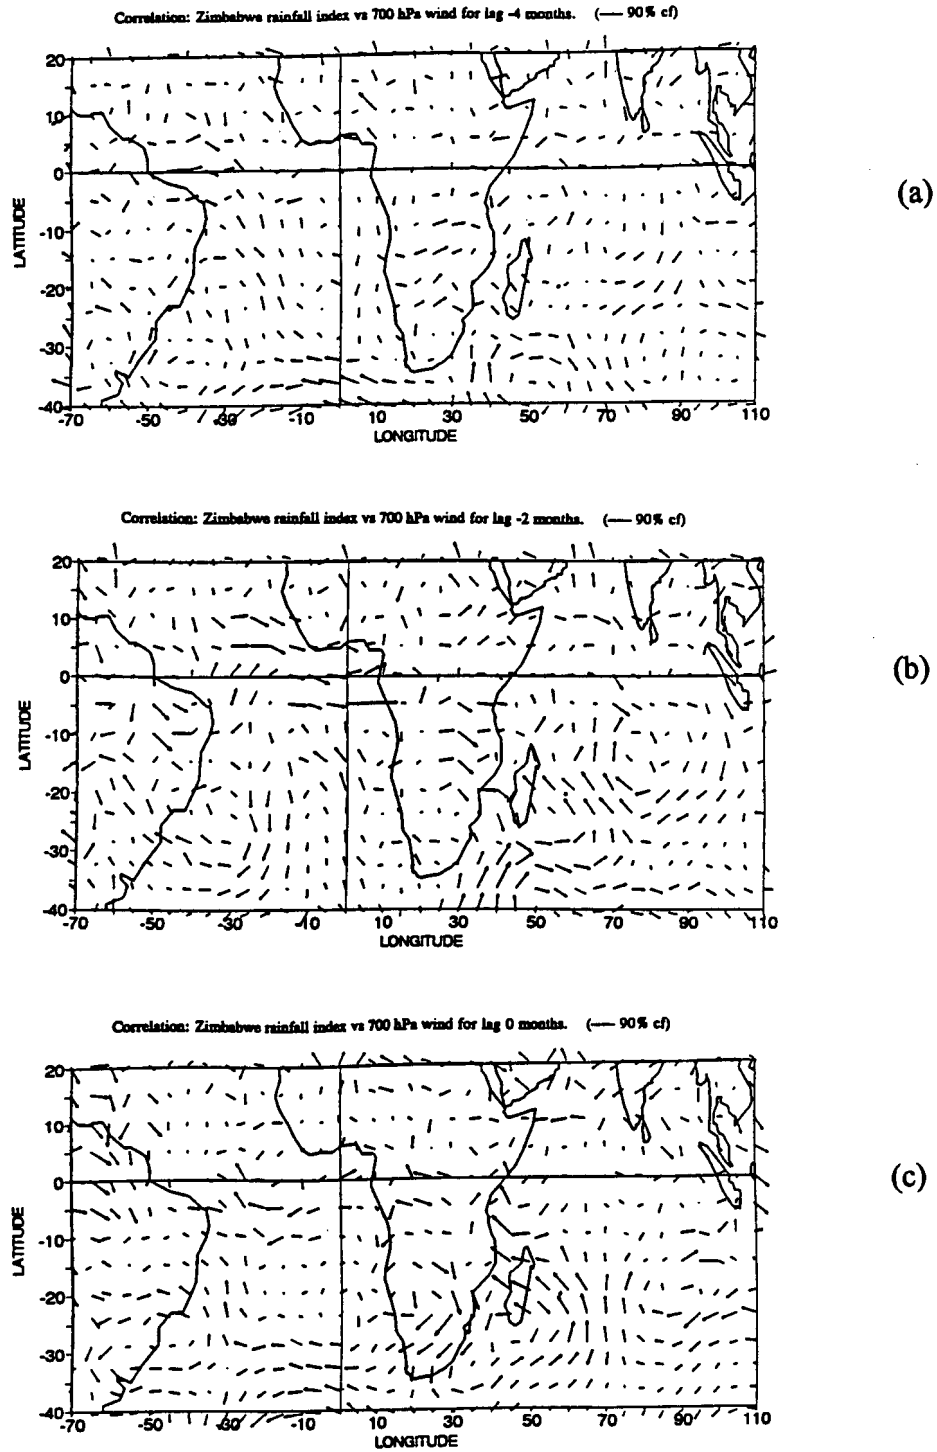 Correlation: Zimbabwe rainfall index vs 700 hPa wind for lag -4 months. (— 90% cf)
20
10
0
-10
-20
-30
-40
LATITUDE
-70 -50 -30 -10 10 30 50 70 90 110
LONGITUDE
(a)
Correlation: Zimbabwe rainfall index vs 700 hPa wind for lag -2 months. (— 90% cf)
20
10
0
-10
-20
-30
-40
LATITUDE
-70 -50 -30 -10 10 30 50 70 90 110
LONGITUDE
(b)
Correlation: Zimbabwe rainfall index vs 700 hPa wind for lag 0 months. (— 90% cf)
20
10
0
-10
-20
-30
-40
LATITUDE
-70 -50 -30 -10 10 30 50 70 90 110
LONGITUDE
(c)